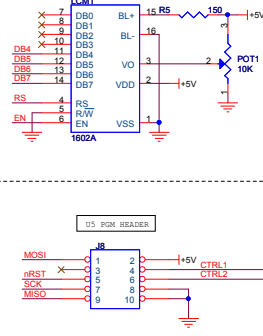 LCM1
7 DB0 BL+ 15 R5 150 +5V
8 DB1
9 DB2 BL- 16
10 DB3 3
DB4 11 DB4
DB5 12 DB5 VO 3 2 POT1
DB6 13 DB6 10K
DB7 14 DB7 VDD 2 +5V
1
RS 4 RS
5 R/W
EN 6 EN VSS 1
1602A
U5 PGM HEADER
J8
MOSI 1 2 +5V
3 4 CTRL1
nRST 5 6 CTRL2
SCK 7 8
MISO 9 10